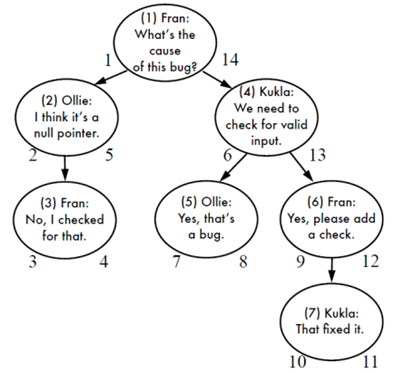 (1) Fran:
What's the
cause
of this bug?
1
14
(2) Ollie:
I think it's a
null pointer.
2
5
(4) Kukla:
We need to
check for valid
input.
6
13
(3) Fran:
No, I checked
for that.
3
4
(5) Ollie:
Yes, that's
a bug.
7
8
(6) Fran:
Yes, please add
a check.
9
12
(7) Kukla:
That fixed it.
10
11